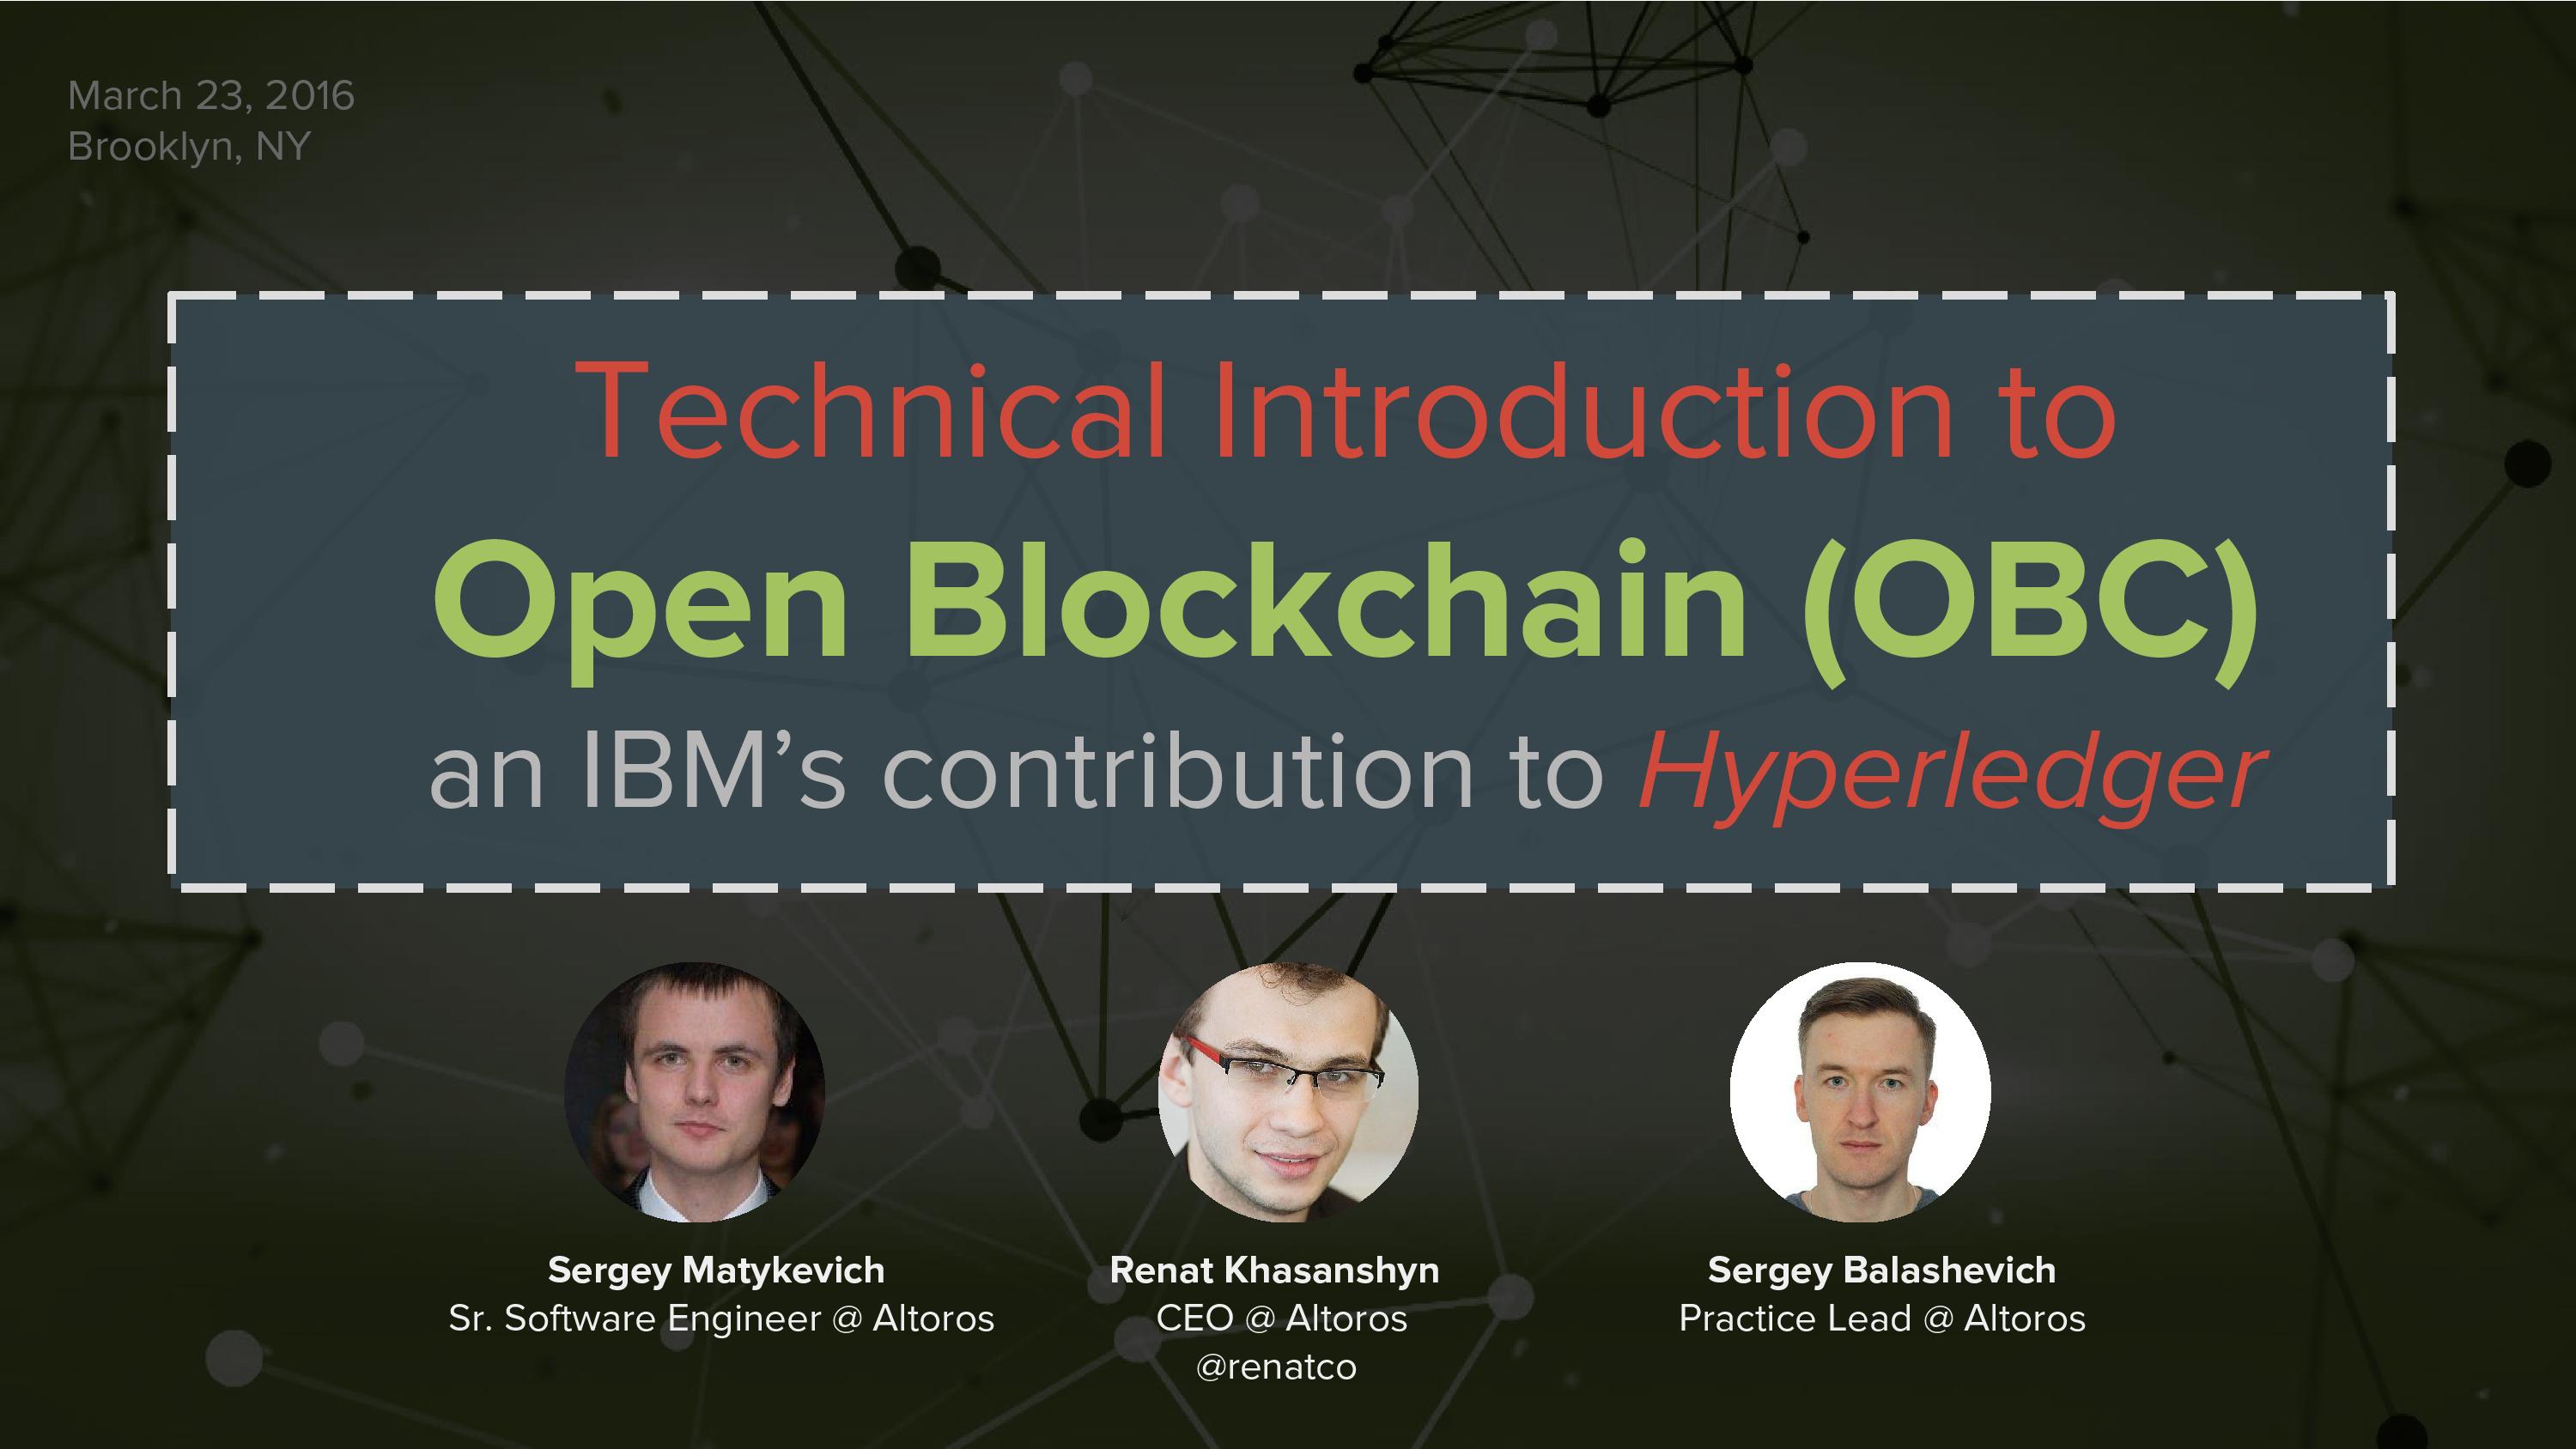 March 23, 2016
Brooklyn, NY
Technical Introduction to
Open Blockchain (OBC)
an IBM’s contribution to Hyperledger
Sergey Matykevich
Sr. Software Engineer @ Altoros
Renat Khasanshyn
CEO @ Altoros
@renatco
Sergey Balashevich
Practice Lead @ Altoros